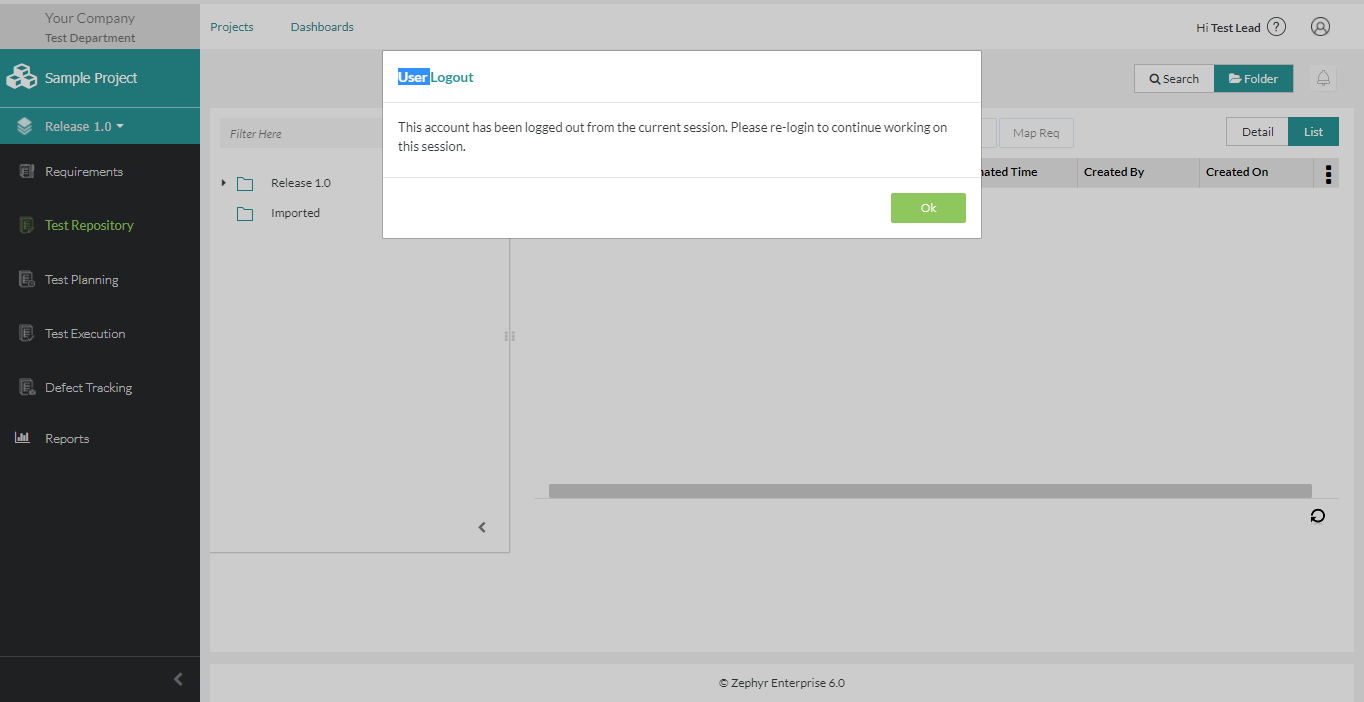 Your Company
Test Department
Projects
Dashboards
Hi Test Lead ?
Sample Project
Release 1.0
Requirements
Test Repository
Test Planning
Test Execution
Defect Tracking
Reports
Search
Folder
Filter Here
Map Req
Detail
List
Release 1.0
Imported
Time
Created By
Created On
User Logout
This account has been logged out from the current session. Please re-login to continue working on
this session.
Ok
© Zephyr Enterprise 6.0